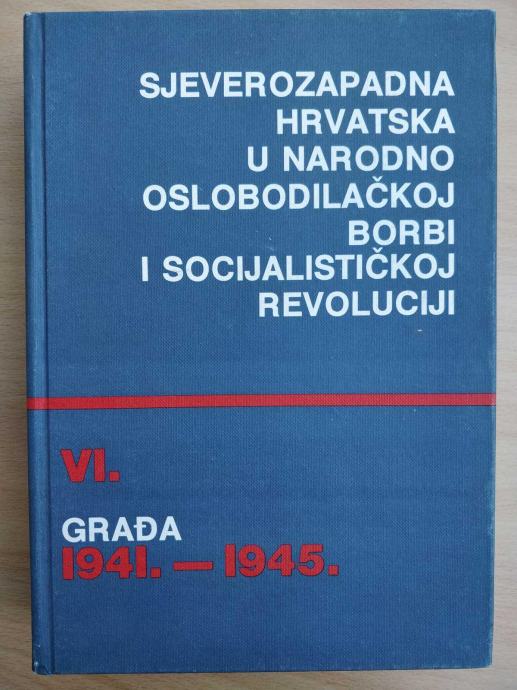 SJEVEROZAPADNA
HRVATSKA
U NARODNO
OSLOBODILAČKOJ
BORBI
I SOCIJALISTIČKOJ
REVOLUCIJI
VI.
GRAĐA
1941. — 1945.